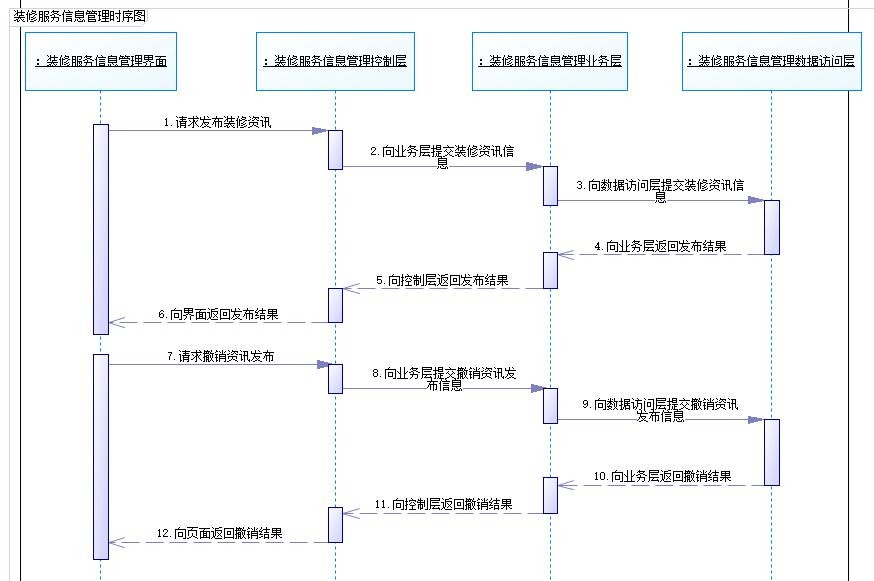 装修服务信息管理时序图
: 装修服务信息管理界面
: 装修服务信息管理控制层
: 装修服务信息管理业务层
: 装修服务信息管理数据访问层
1.请求发布装修资讯
2.向业务层提交装修资讯信
息
3.向数据访问层提交装修资讯信
息
4.向业务层返回发布结果
5.向控制层返回发布结果
6.向界面返回发布结果
7.请求撤销资讯发布
8.向业务层提交撤销资讯发
布信息
9.向数据访问层提交撤销资讯
发布信息
10.向业务层返回撤销结果
11.向控制层返回撤销结果
12.向页面返回撤销结果